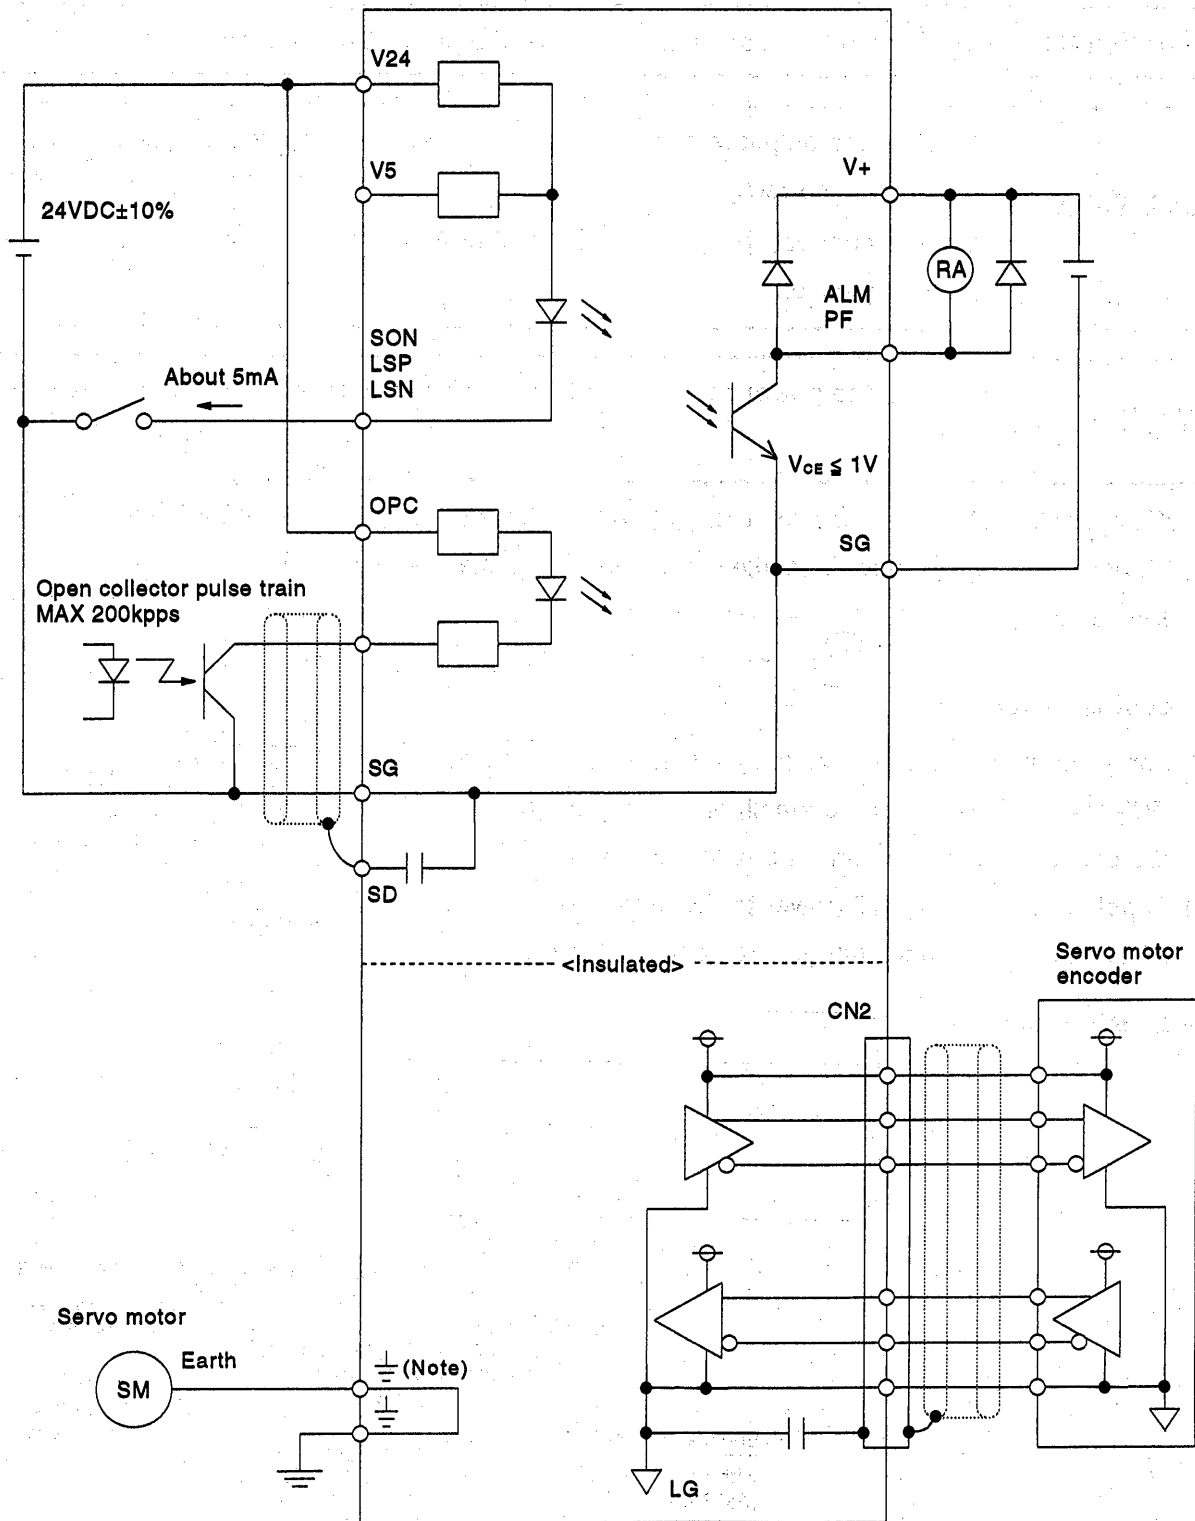 V24
V5
24VDC±10%
V+
RA
ALM
PF
SON
LSP
LSN
About 5mA
VCE ≦ 1V
OPC
SG
Open collector pulse train
MAX 200kpps
SG
SD
<Insulated>
Servo motor
encoder
CN2
Servo motor
Earth
(Note)
SM
LG